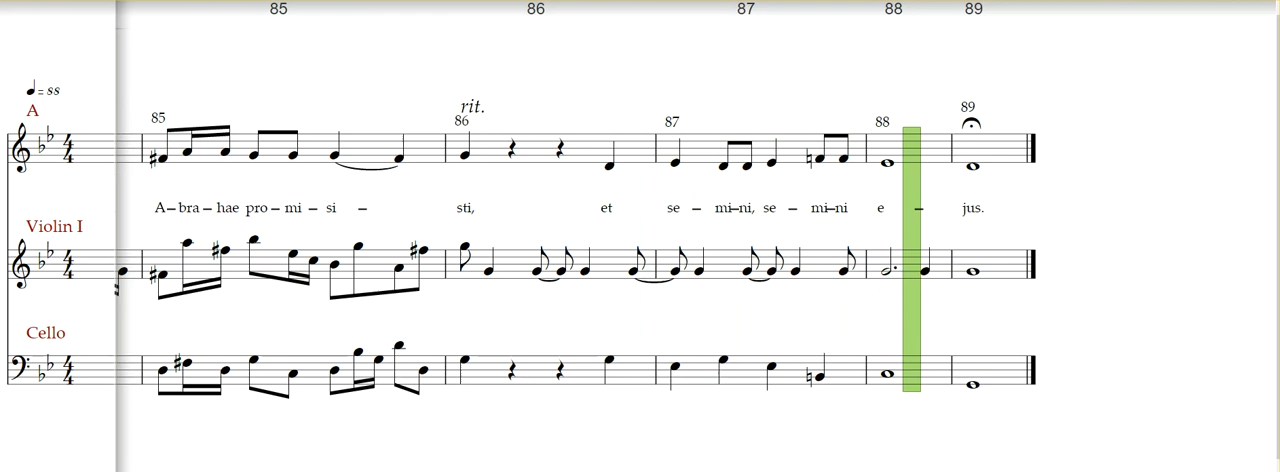 85 86 87 88 89
= ss
A
rit.
85 86 87 88 89
A–bra–hae pro–mi–si – sti, et se–mi–ni, se–mi–ni e – jus.
Violin I
Cello